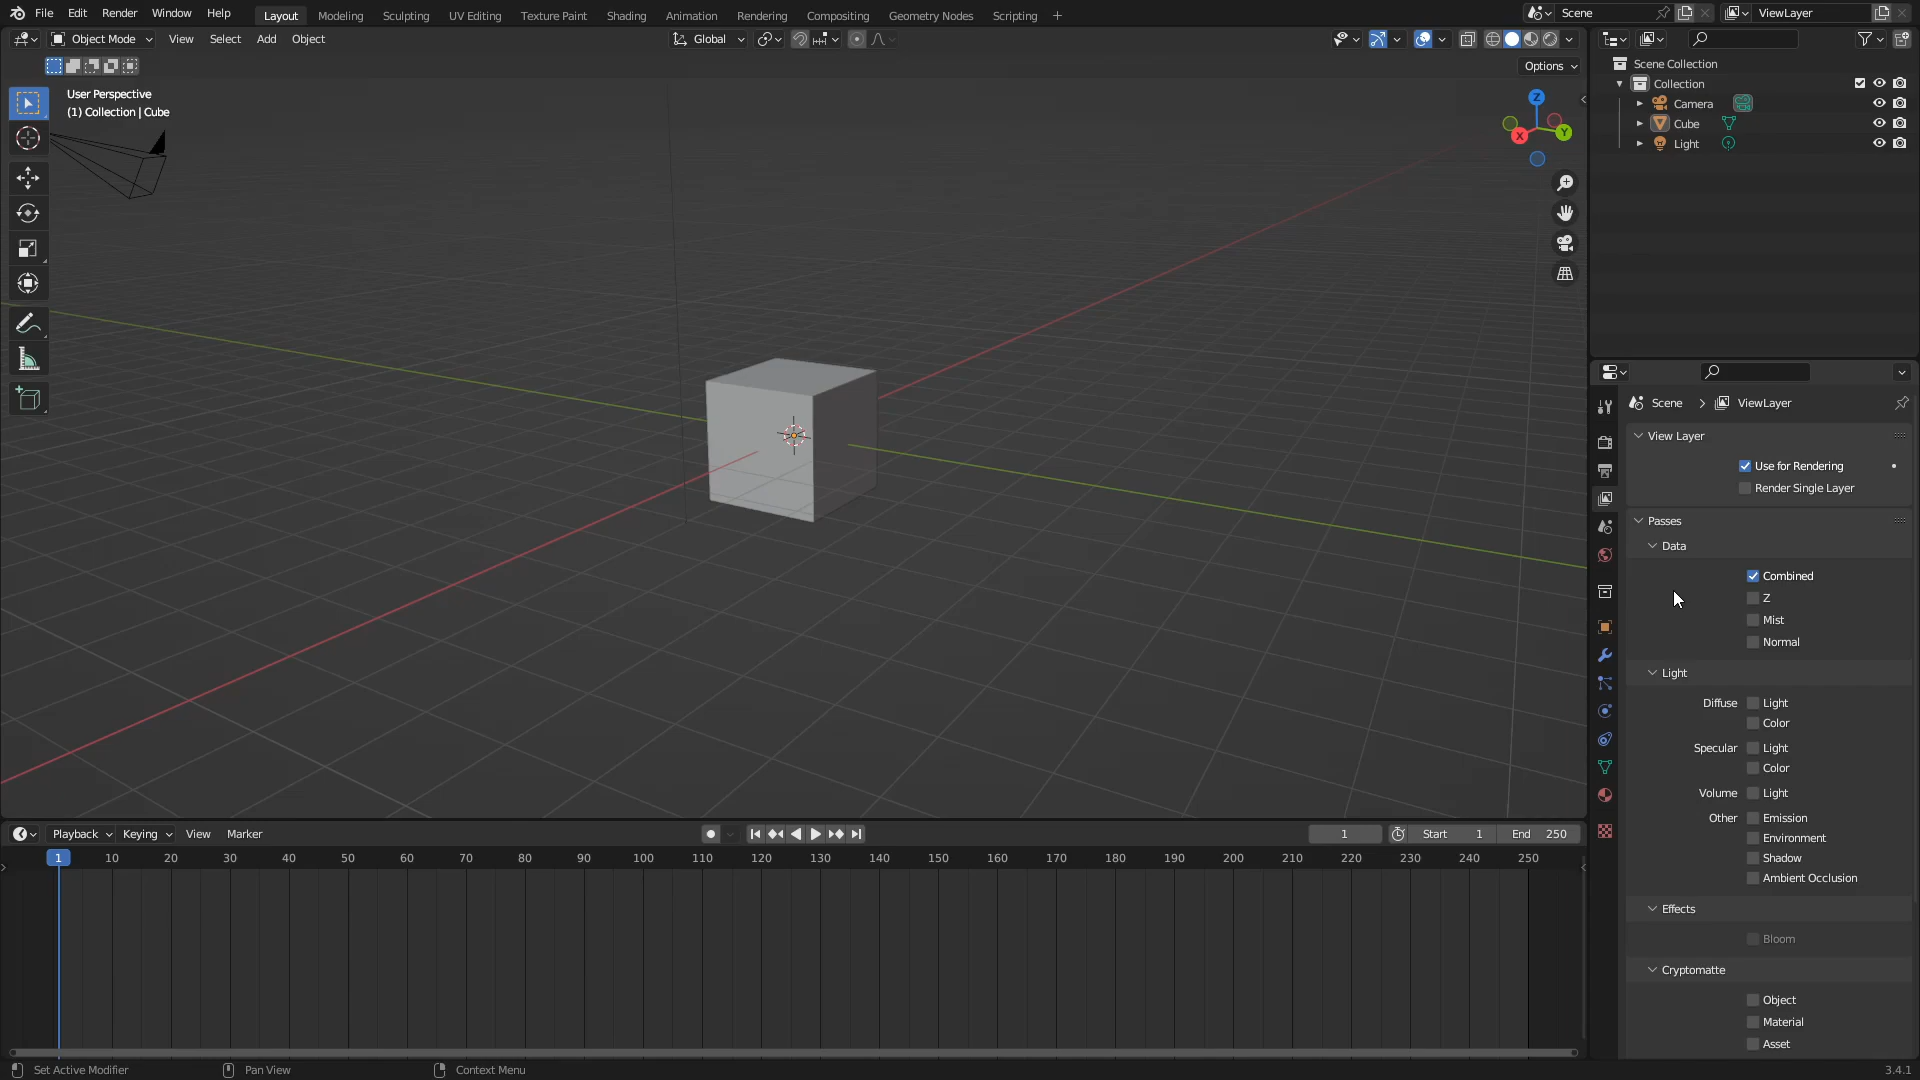 File Edit Render Window Help Layout Modeling Sculpting UV Editing Texture Paint Shading Animation Rendering Compositing Geometry Nodes Scripting + Scene ViewLayer
Object Mode View Select Add Object Global
Options
User Perspective
(1) Collection | Cube
Z
X
Y
Scene Collection
Collection
Camera
Cube
Light
Scene > ViewLayer
View Layer
Use for Rendering
Render Single Layer
Passes
Data
Combined
Z
Mist
Normal
Light
Diffuse Light
Color
Specular Light
Color
Volume Light
Other Emission
Environment
Shadow
Ambient Occlusion
Effects
Bloom
Cryptomatte
Object
Material
Asset
Playback Keying View Marker 1 Start 1 End 250
1 10 20 30 40 50 60 70 80 90 100 110 120 130 140 150 160 170 180 190 200 210 220 230 240 250
Set Active Modifier Pan View Context Menu 3.4.1